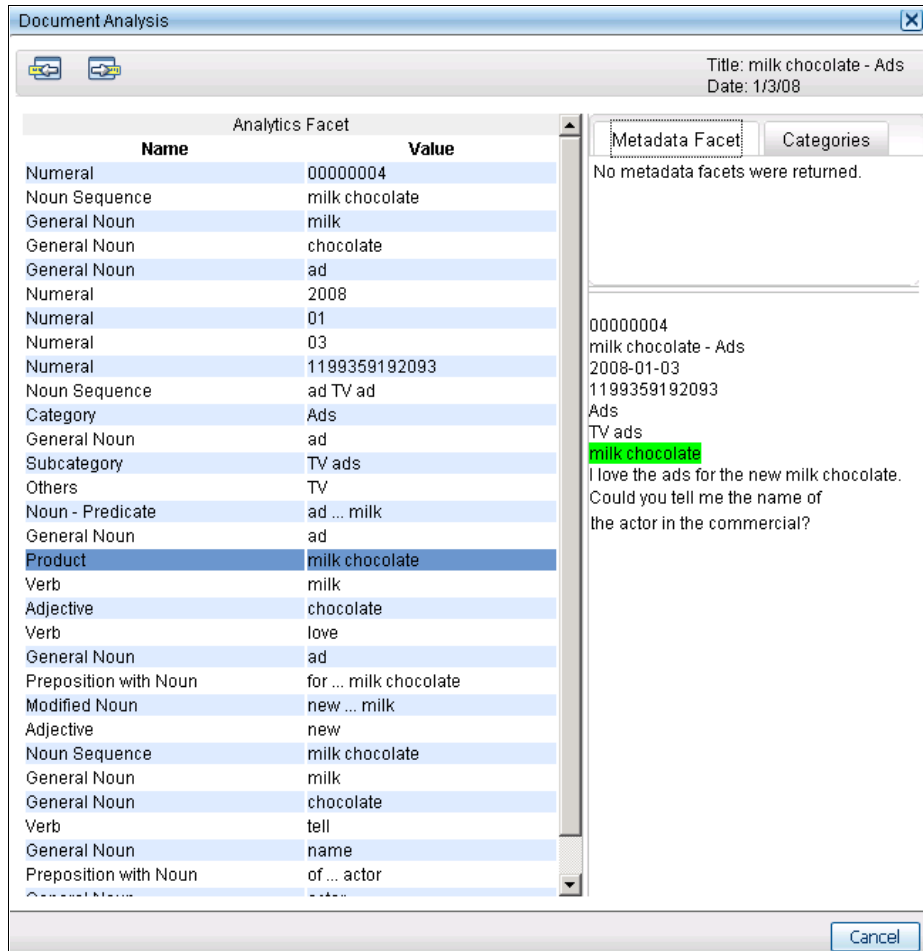 Document Analysis
Title: milk chocolate - Ads
Date: 1/3/08
Analytics Facet
Name Value
Numeral 00000004
Noun Sequence milk chocolate
General Noun milk
General Noun chocolate
General Noun ad
Numeral 2008
Numeral 01
Numeral 03
Numeral 1199359192093
Noun Sequence ad TV ad
Category Ads
General Noun ad
Subcategory TV ads
Others TV
Noun - Predicate ad ... milk
General Noun ad
Product milk chocolate
Verb milk
Adjective chocolate
Verb love
General Noun ad
Preposition with Noun for ... milk chocolate
Modified Noun new ... milk
Adjective new
Noun Sequence milk chocolate
General Noun milk
General Noun chocolate
Verb tell
General Noun name
Preposition with Noun of ... actor
Metadata Facet Categories
No metadata facets were returned.
00000004
milk chocolate - Ads
2008-01-03
1199359192093
Ads
TV ads
milk chocolate
I love the ads for the new milk chocolate.
Could you tell me the name of
the actor in the commercial?
Cancel